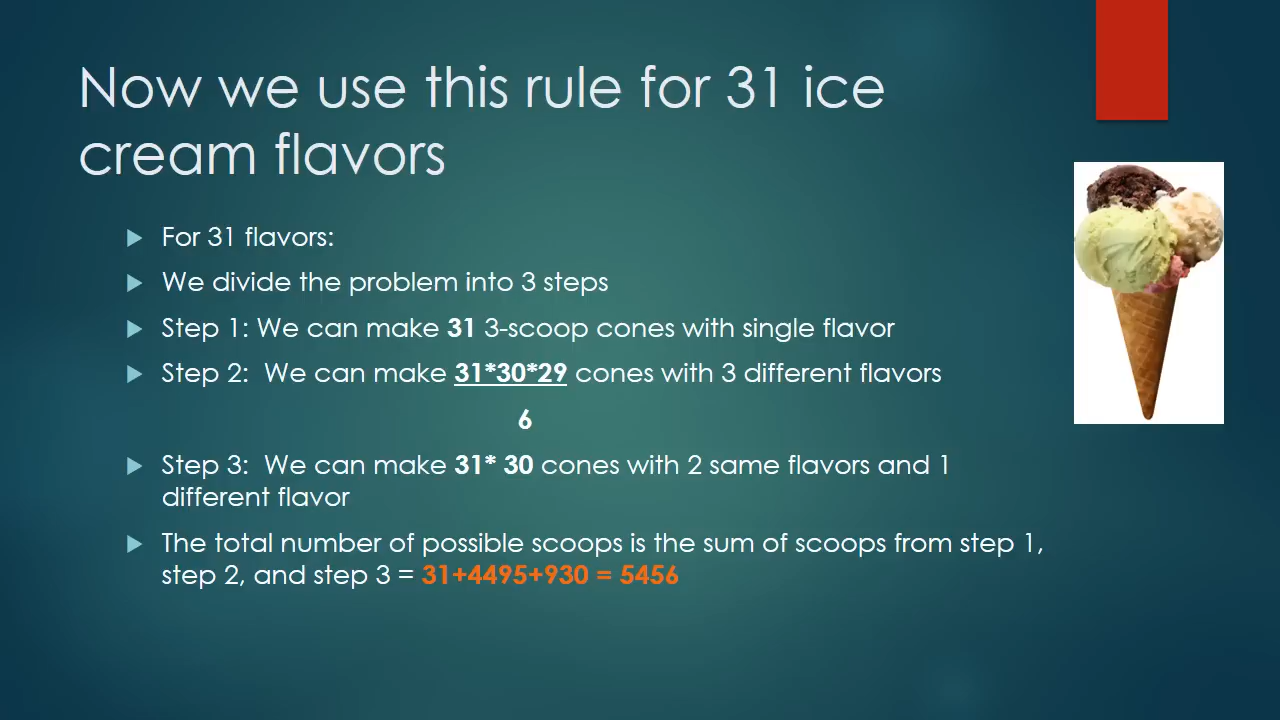 Now we use this rule for 31 ice
cream flavors
For 31 flavors:
We divide the problem into 3 steps
Step 1: We can make 31 3-scoop cones with single flavor
Step 2:  We can make 31*30*29 cones with 3 different flavors
6
Step 3:  We can make 31* 30 cones with 2 same flavors and 1
different flavor
The total number of possible scoops is the sum of scoops from step 1,
step 2, and step 3 = 31+4495+930 = 5456